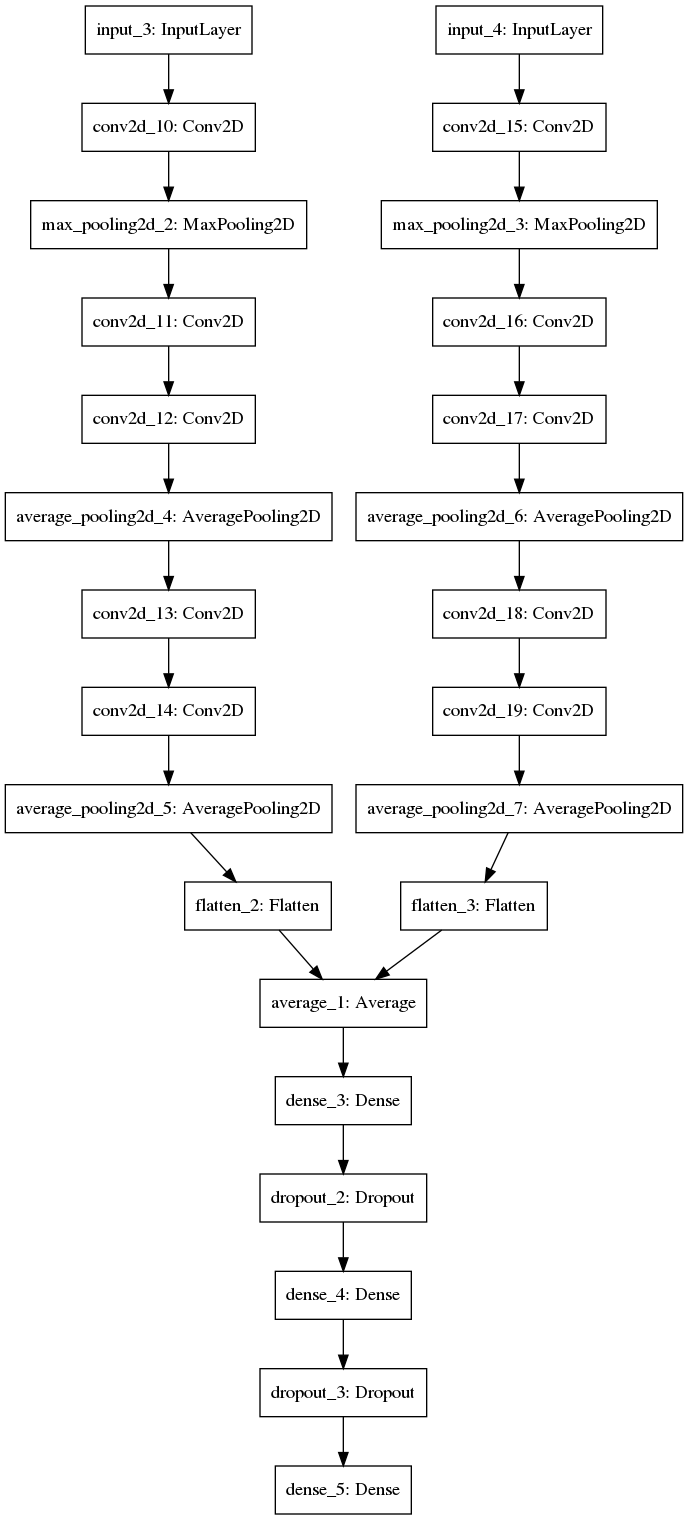 input_3: InputLayer
input_4: InputLayer
conv2d_10: Conv2D
conv2d_15: Conv2D
max_pooling2d_2: MaxPooling2D
max_pooling2d_3: MaxPooling2D
conv2d_11: Conv2D
conv2d_16: Conv2D
conv2d_12: Conv2D
conv2d_17: Conv2D
average_pooling2d_4: AveragePooling2D
average_pooling2d_6: AveragePooling2D
conv2d_13: Conv2D
conv2d_18: Conv2D
conv2d_14: Conv2D
conv2d_19: Conv2D
average_pooling2d_5: AveragePooling2D
average_pooling2d_7: AveragePooling2D
flatten_2: Flatten
flatten_3: Flatten
average_1: Average
dense_3: Dense
dropout_2: Dropout
dense_4: Dense
dropout_3: Dropout
dense_5: Dense